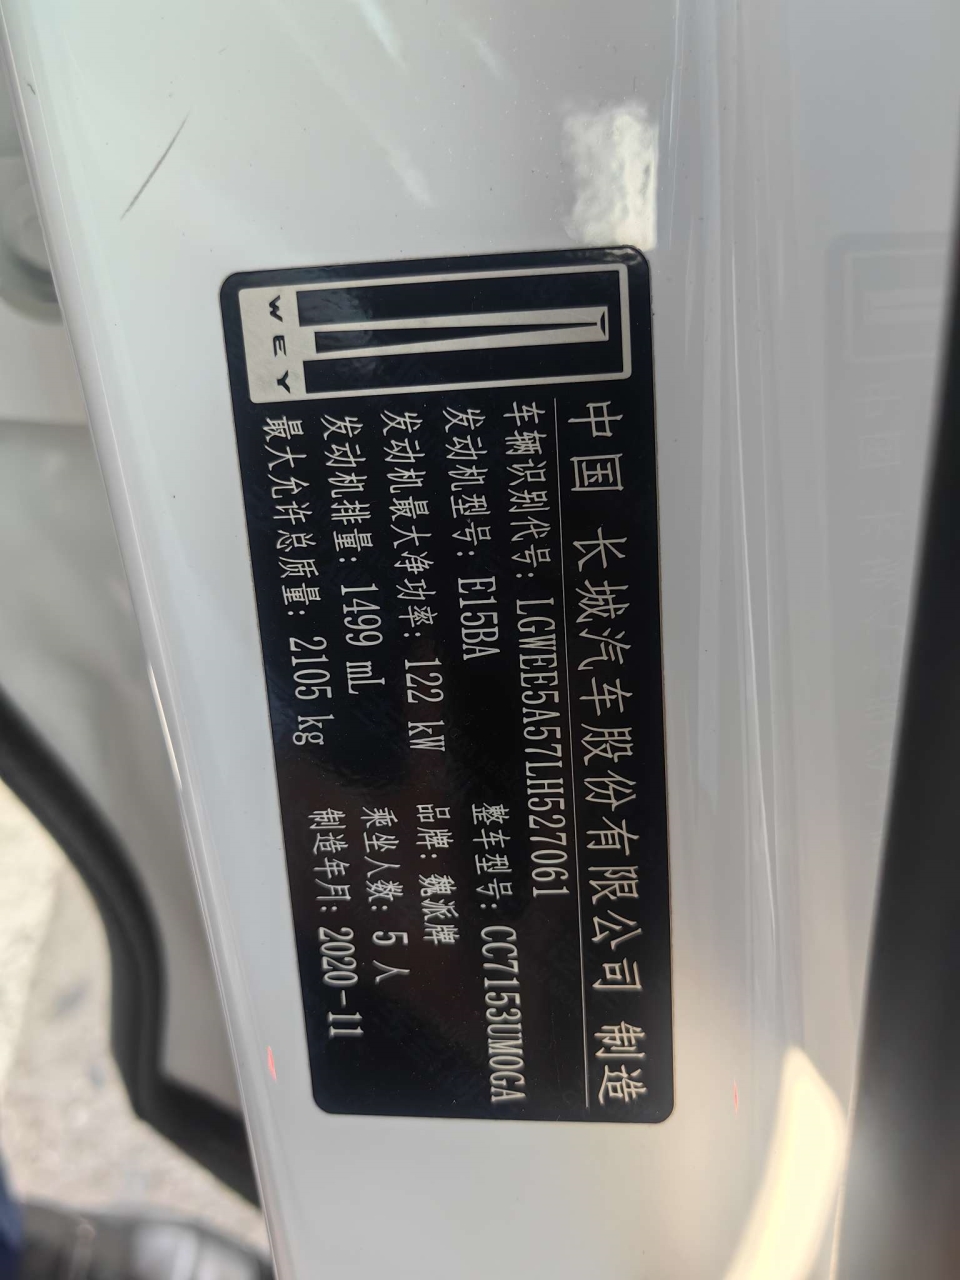 WEY
中国 长城汽车股份有限公司 制造
车辆识别代号: LGWEE5A57LH527061
发动机型号: E15BA 整车型号: CC7153UM0GA
发动机最大净功率: 122 kW 品牌: 魏派牌
发动机排量: 1499 mL 乘坐人数: 5 人
最大允许总质量: 2105 kg 制造年月: 2020-11